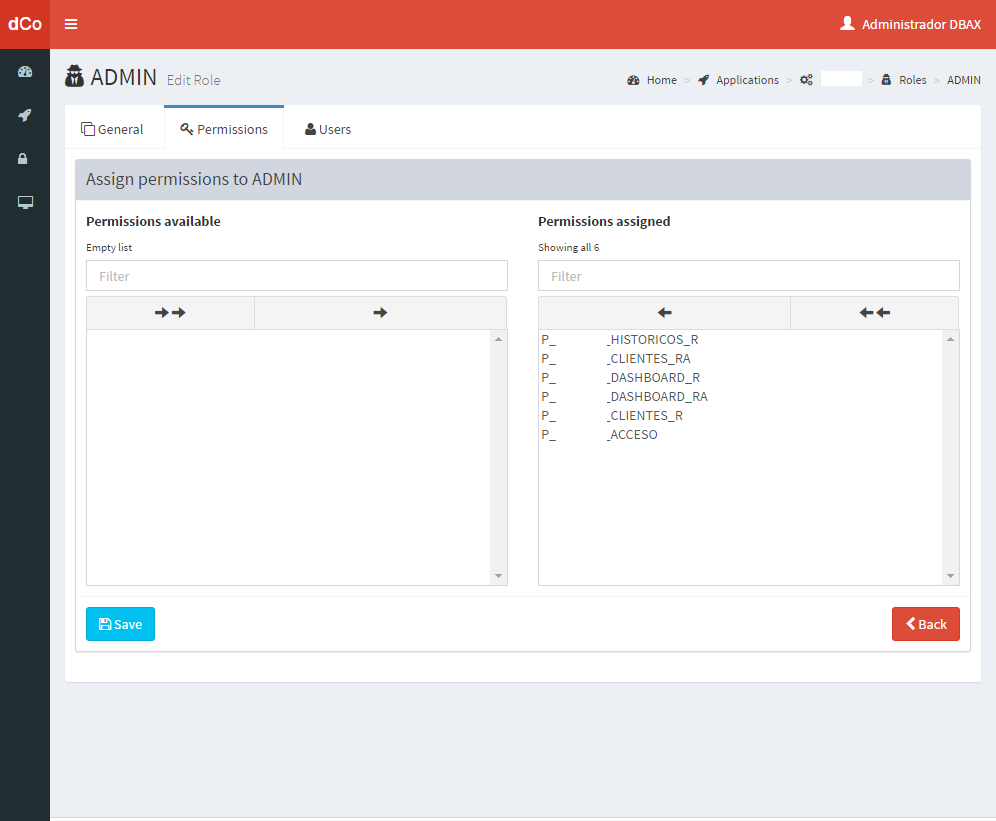 dCo
Administrador DBAX
ADMIN Edit Role
Home > Applications > > Roles > ADMIN
General
Permissions
Users
Assign permissions to ADMIN
Permissions available
Empty list
Filter
Permissions assigned
Showing all 6
Filter
P_ _HISTORICOS_R
P_ _CLIENTES_RA
P_ _DASHBOARD_R
P_ _DASHBOARD_RA
P_ _CLIENTES_R
P_ _ACCESO
Save
Back